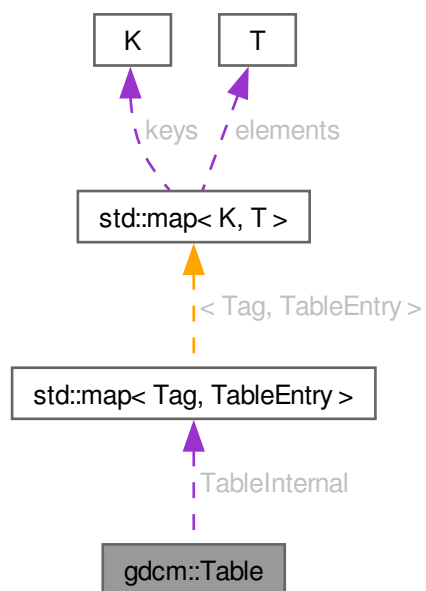 K
T
keys
elements
std::map< K, T >
< Tag, TableEntry >
std::map< Tag, TableEntry >
TableInternal
gdcm::Table